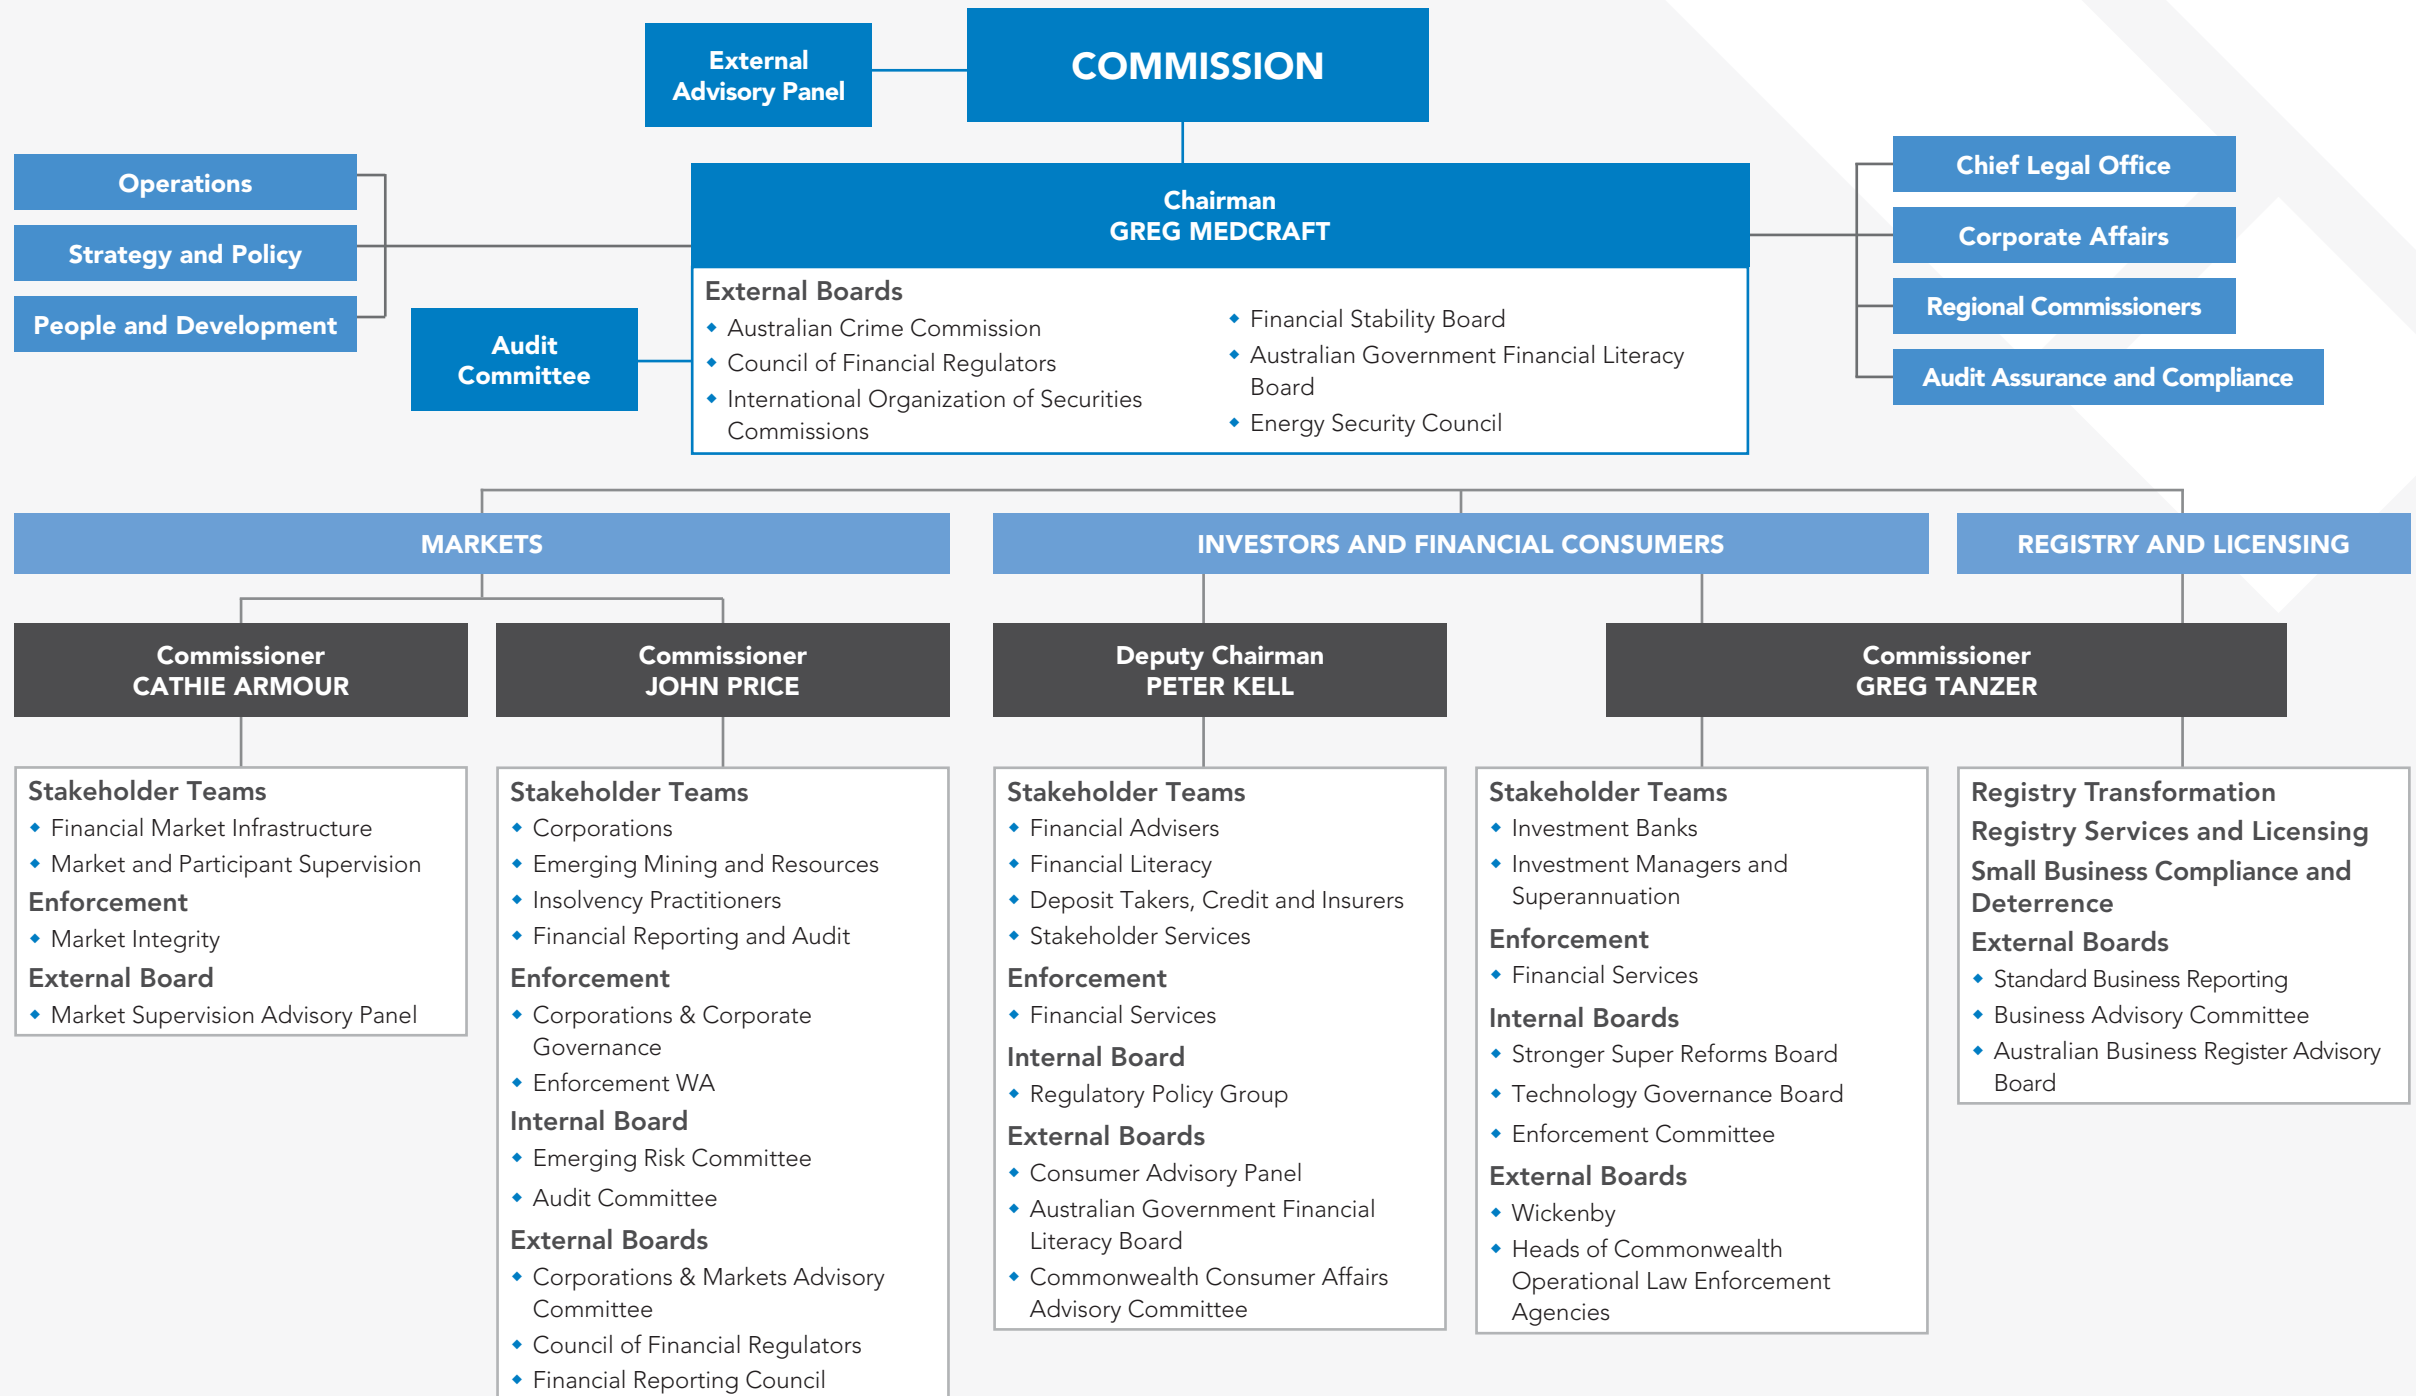 COMMISSION
External
Advisory Panel
Operations
Strategy and Policy
People and Development
Chairman
GREG MEDCRAFT
Chief Legal Office
Corporate Affairs
Regional Commissioners
Audit Assurance and Compliance
Audit
Committee
External Boards
Australian Crime Commission
Council of Financial Regulators
International Organization of Securities
Commissions
Financial Stability Board
Australian Government Financial Literacy
Board
Energy Security Council
MARKETS
INVESTORS AND FINANCIAL CONSUMERS
REGISTRY AND LICENSING
Commissioner
CATHIE ARMOUR
Commissioner
JOHN PRICE
Deputy Chairman
PETER KELL
Commissioner
GREG TANZER
Stakeholder Teams
Financial Market Infrastructure
Market and Participant Supervision
Enforcement
Market Integrity
External Board
Market Supervision Advisory Panel
Stakeholder Teams
Corporations
Emerging Mining and Resources
Insolvency Practitioners
Financial Reporting and Audit
Enforcement
Corporations & Corporate
Governance
Enforcement WA
Internal Board
Emerging Risk Committee
Audit Committee
External Boards
Corporations & Markets Advisory
Committee
Council of Financial Regulators
Financial Reporting Council
Stakeholder Teams
Financial Advisers
Financial Literacy
Deposit Takers, Credit and Insurers
Stakeholder Services
Enforcement
Financial Services
Internal Board
Regulatory Policy Group
External Boards
Consumer Advisory Panel
Australian Government Financial
Literacy Board
Commonwealth Consumer Affairs
Advisory Committee
Stakeholder Teams
Investment Banks
Investment Managers and
Superannuation
Enforcement
Financial Services
Internal Boards
Stronger Super Reforms Board
Technology Governance Board
Enforcement Committee
External Boards
Wickenby
Heads of Commonwealth
Operational Law Enforcement
Agencies
Registry Transformation
Registry Services and Licensing
Small Business Compliance and
Deterrence
External Boards
Standard Business Reporting
Business Advisory Committee
Australian Business Register Advisory
Board